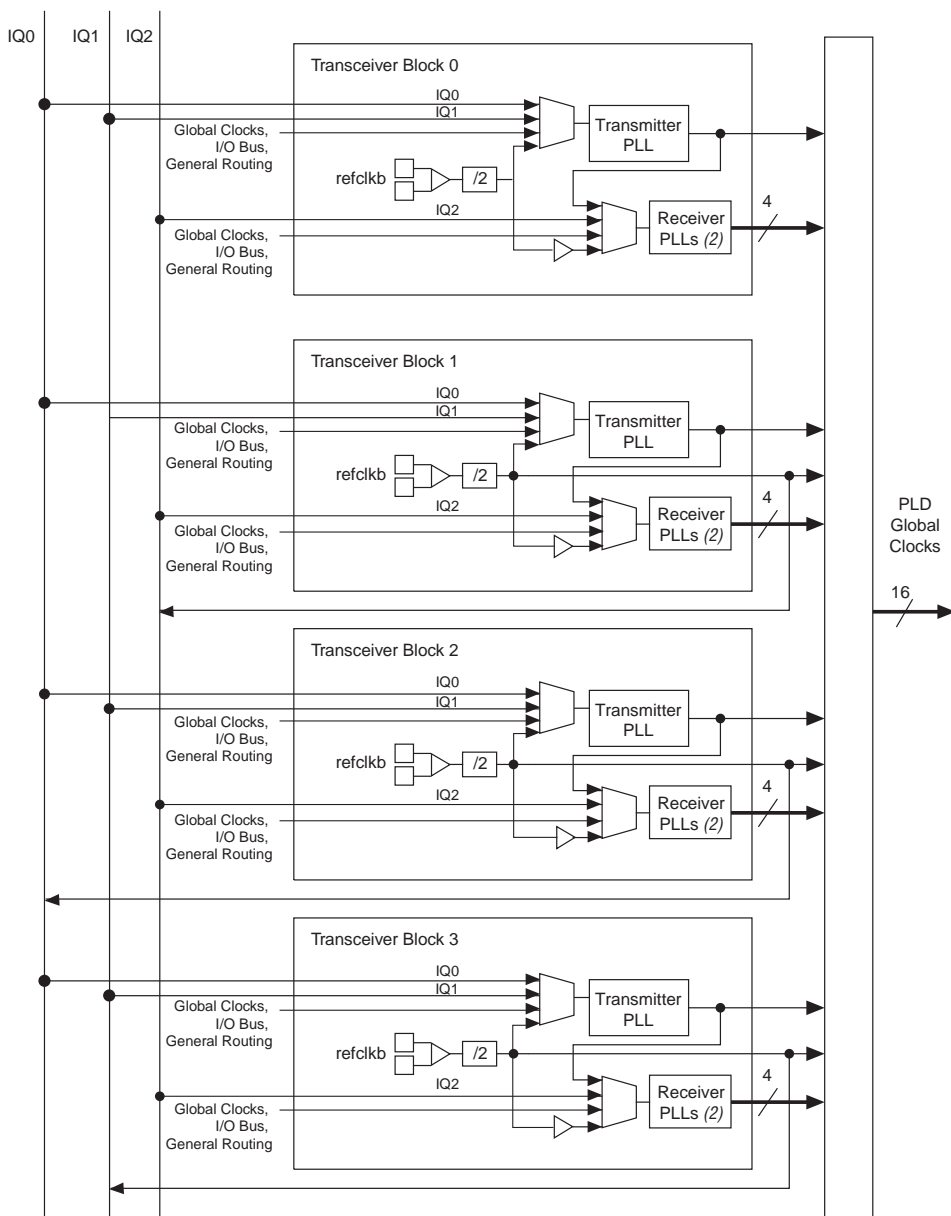 IQ0
IQ1
IQ2
Transceiver Block 0
IQ0
IQ1
Global Clocks,
I/O Bus,
General Routing
Transmitter
PLL
refclkb
/2
IQ2
Global Clocks,
I/O Bus,
General Routing
Receiver
PLLs (2)
4
Transceiver Block 1
IQ0
IQ1
Global Clocks,
I/O Bus,
General Routing
Transmitter
PLL
refclkb
/2
IQ2
Global Clocks,
I/O Bus,
General Routing
Receiver
PLLs (2)
4
PLD
Global
Clocks
16
Transceiver Block 2
IQ0
IQ1
Global Clocks,
I/O Bus,
General Routing
Transmitter
PLL
refclkb
/2
IQ2
Global Clocks,
I/O Bus,
General Routing
Receiver
PLLs (2)
4
Transceiver Block 3
IQ0
IQ1
Global Clocks,
I/O Bus,
General Routing
Transmitter
PLL
refclkb
/2
IQ2
Global Clocks,
I/O Bus,
General Routing
Receiver
PLLs (2)
4